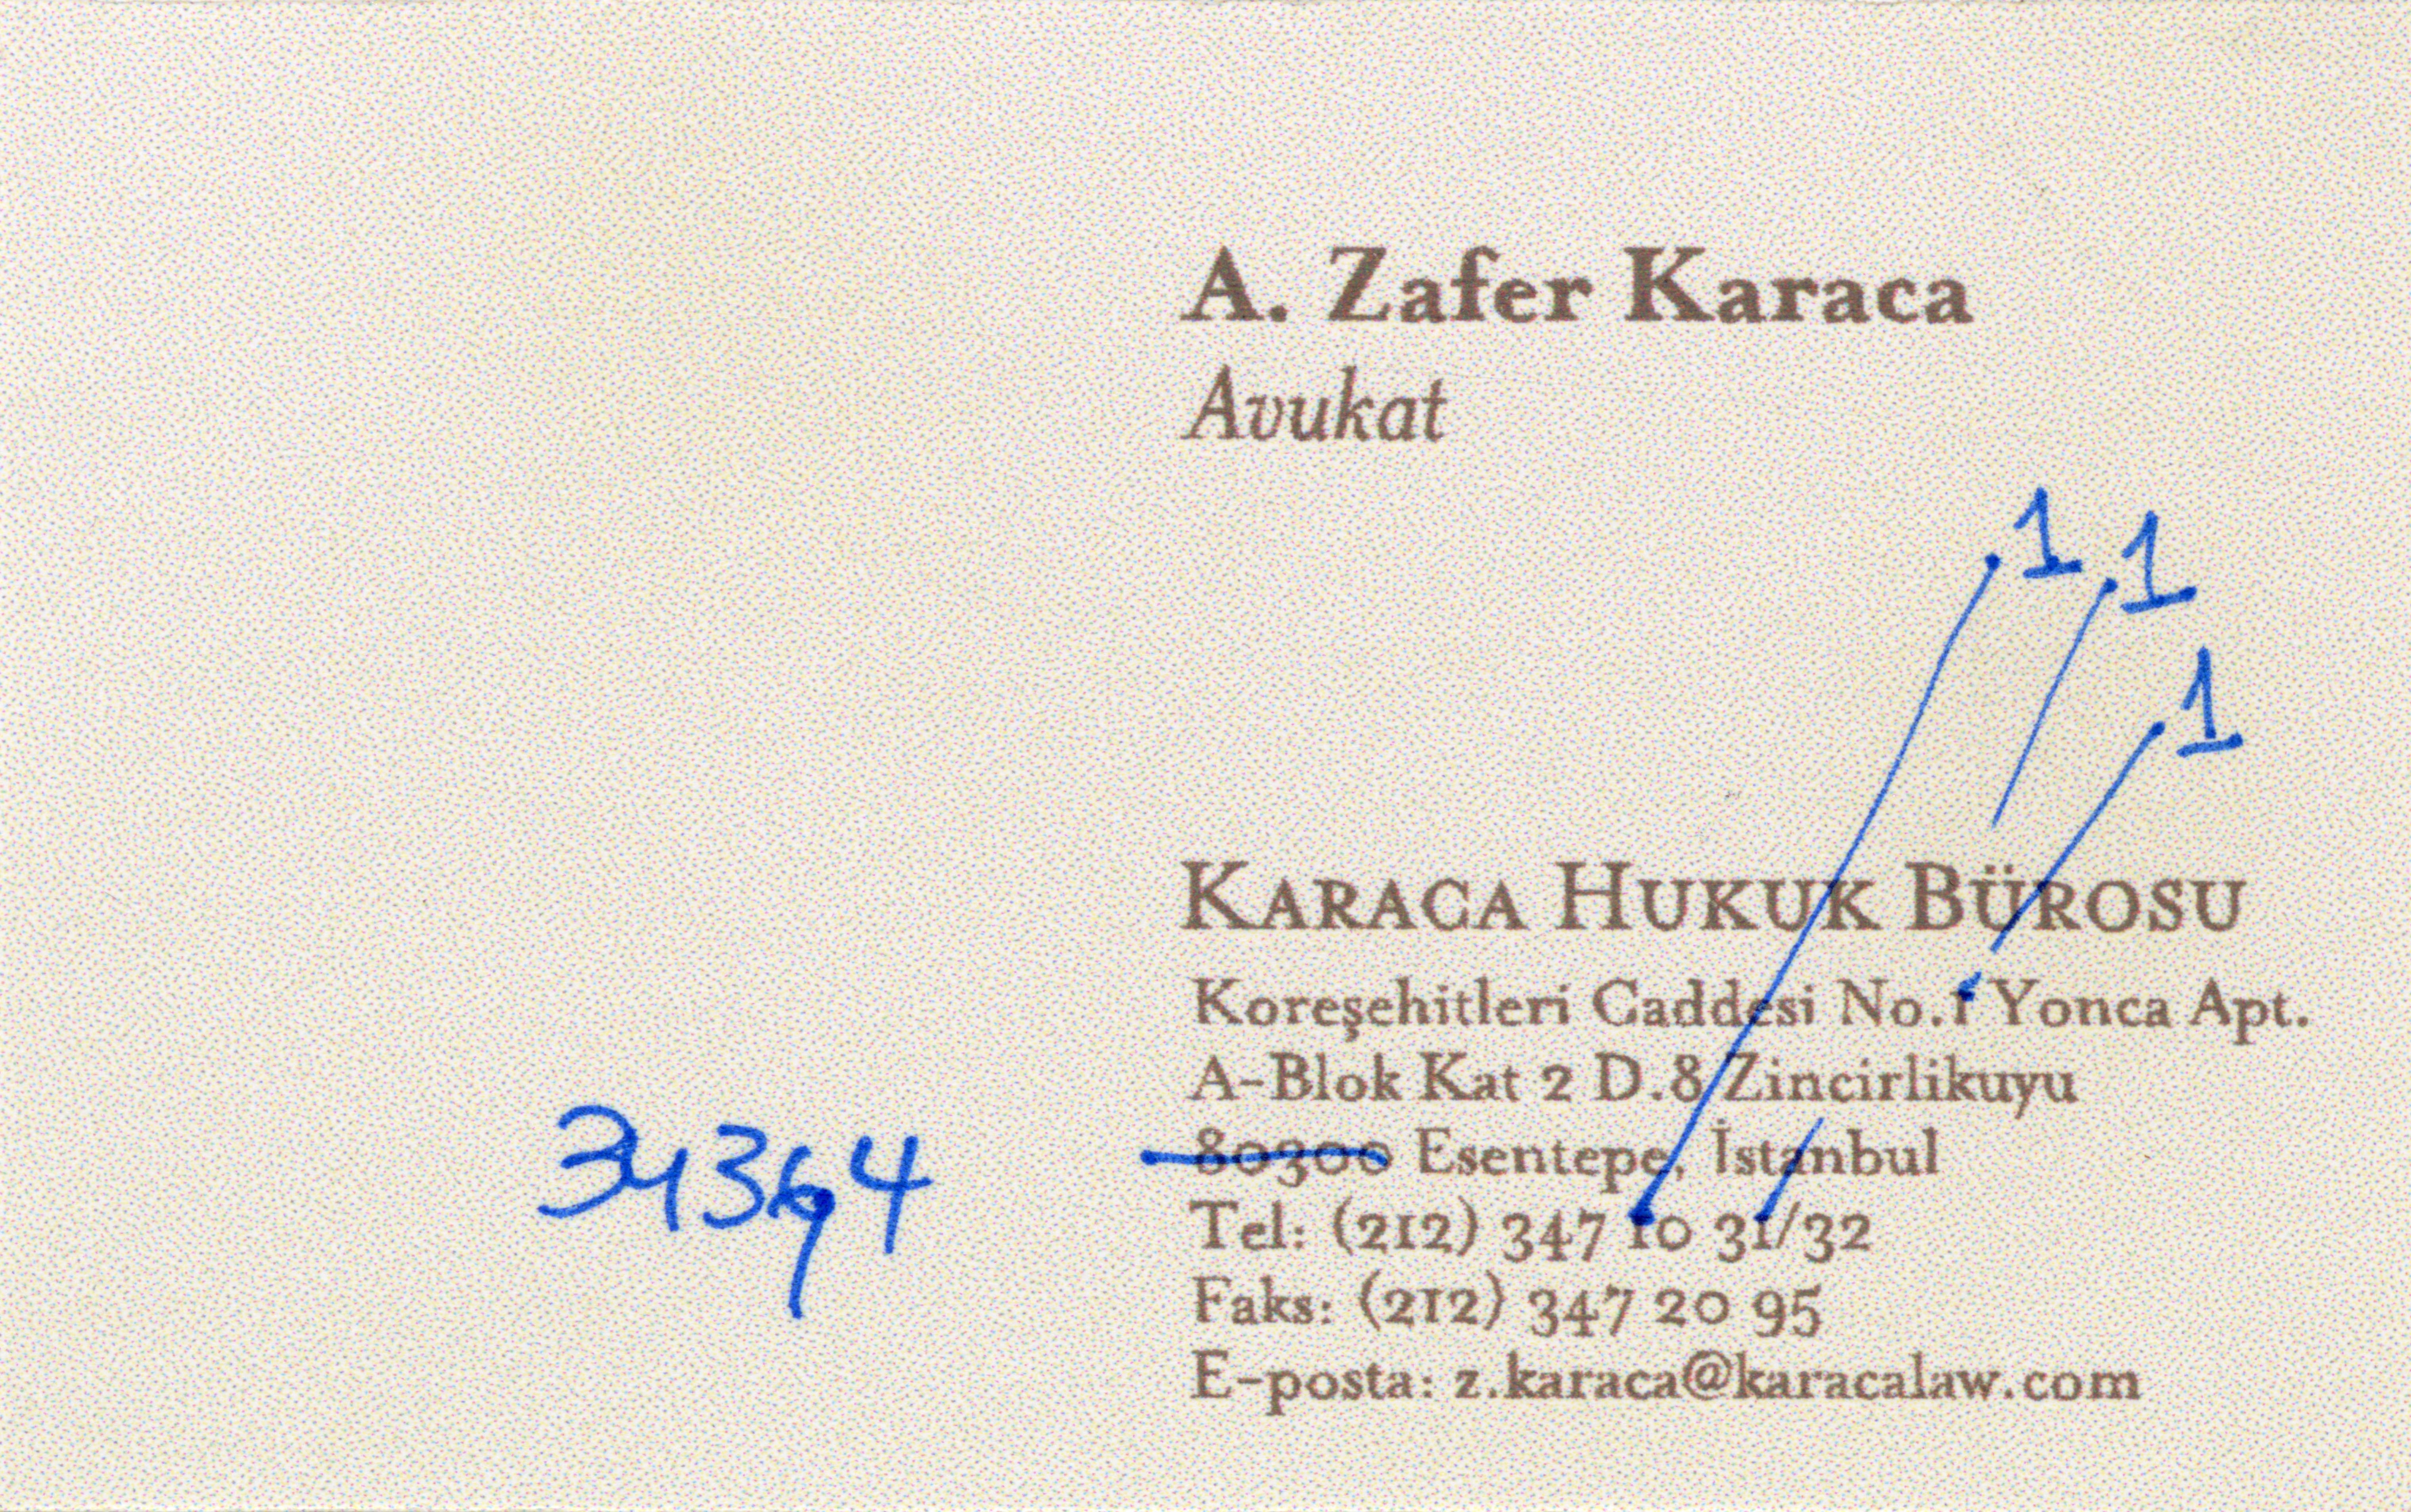 A. Zafer Karaca
Avukat
1
1
1
KARACA HUKUK BÜROSU
Koreşehitleri Caddesi No.1 Yonca Apt.
A-Blok Kat 2 D.8 Zincirlikuyu
80300 Esentepe, İstanbul
Tel: (212) 347 10 31/32
Faks: (212) 347 20 95
E-posta: z.karaca@karacalaw.com